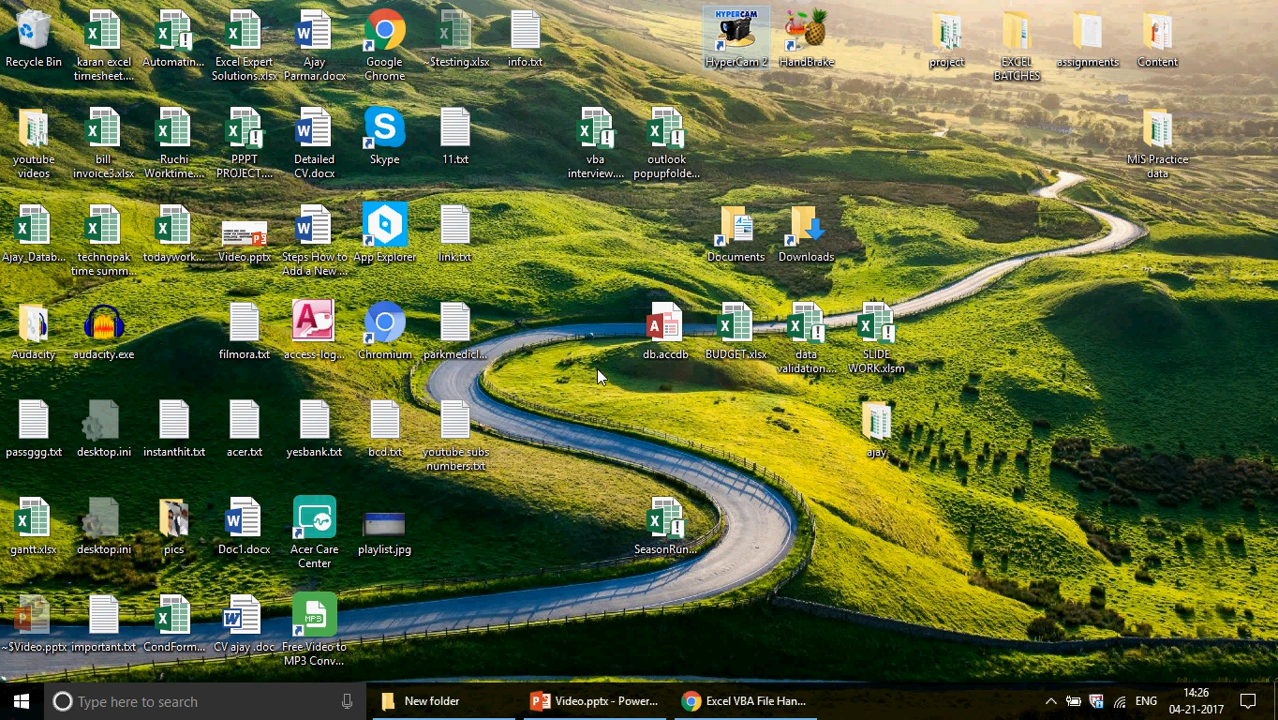 Recycle Bin
karan excel
timesheet....
Automatin...
Excel Expert
Solutions.xlsx
Ajay
Parmar.docx
Google
Chrome
~$testing.xlsx
info.txt
HYPERCAM
HyperCam 2
HandBrake
project
EXCEL
BATCHES
assignments
Content
youtube
videos
bill
invoice3.xlsx
Ruchi
Worktime....
PPPT
PROJECT....
Detailed
CV.docx
Skype
11.txt
vba
interview....
outlook
popupfolde...
MIS Practice
data
Ajay_Datab...
technopak
time summ...
todaywork...
Video.pptx
Steps How to
Add a New ...
App Explorer
link.txt
Documents
Downloads
Audacity
audacity.exe
filmora.txt
access-log...
Chromium
parkmedicl...
db.accdb
BUDGET.xlsx
data
validation....
SLIDE
WORK.xlsm
passggg.txt
desktop.ini
instanthit.txt
acer.txt
yesbank.txt
bcd.txt
youtube subs
numbers.txt
ajay
gantt.xlsx
desktop.ini
pics
Doc1.docx
Acer Care
Center
playlist.jpg
SeasonRun...
~$Video.pptx
important.txt
CondForm...
CV ajay .doc
MP3
Free Video to
MP3 Conv...
Type here to search
New folder
Video.pptx - Power...
Excel VBA File Han...
ENG
14:26
04-21-2017